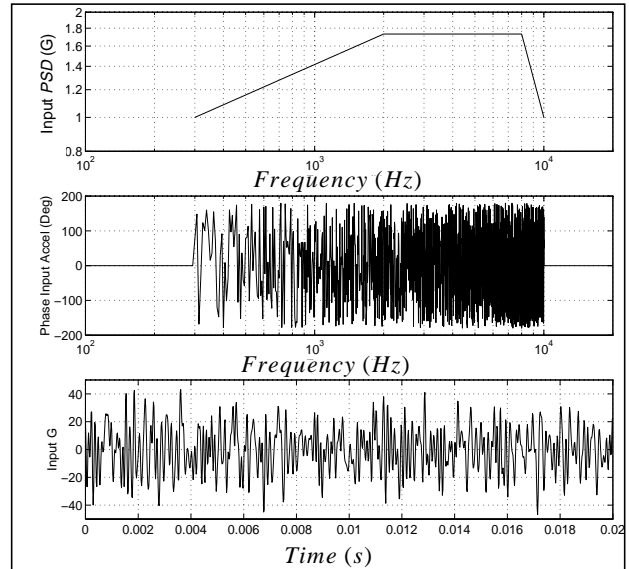 2
1.8
1.6
1.4
1.2
1
0.8
Input PSD (G)
10^2 10^3 10^4
Frequency (Hz)
200
100
0
−100
−200
Phase Input Accel (Deg)
10^2 10^3 10^4
Frequency (Hz)
40
20
0
−20
−40
Input G
0 0.002 0.004 0.006 0.008 0.01 0.012 0.014 0.016 0.018 0.02
Time (s)